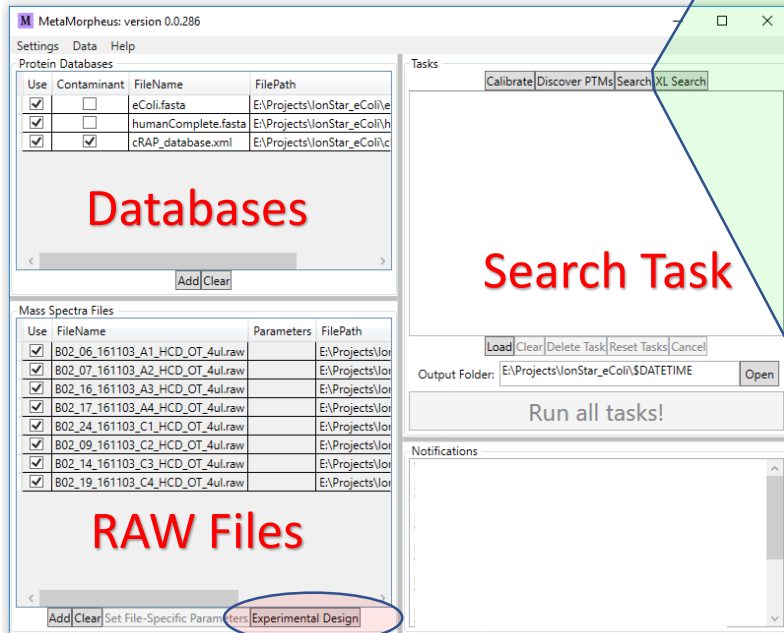 M MetaMorpheus: version 0.0.286
Settings Data Help
Protein Databases
Use Contaminant FileName FilePath
eColi.fasta E:\Projects\IonStar_eColi\e
humanComplete.fasta E:\Projects\IonStar_eColi\h
cRAP_database.xml E:\Projects\IonStar_eColi\c
Databases
Add Clear
Mass Spectra Files
Use FileName Parameters FilePath
B02_06_161103_A1_HCD_OT_4ul.raw E:\Projects\Ion
B02_07_161103_A2_HCD_OT_4ul.raw E:\Projects\Ion
B02_16_161103_A3_HCD_OT_4ul.raw E:\Projects\Ion
B02_17_161103_A4_HCD_OT_4ul.raw E:\Projects\Ion
B02_24_161103_C1_HCD_OT_4ul.raw E:\Projects\Ion
B02_09_161103_C2_HCD_OT_4ul.raw E:\Projects\Ion
B02_14_161103_C3_HCD_OT_4ul.raw E:\Projects\Ion
B02_19_161103_C4_HCD_OT_4ul.raw E:\Projects\Ion
RAW Files
Add Clear Set File-Specific Parameters Experimental Design
Tasks
Calibrate Discover PTMs Search XL Search
Search Task
Load Clear Delete Task Reset Tasks Cancel
Output Folder: E:\Projects\IonStar_eColi\$DATETIME Open
Run all tasks!
Notifications